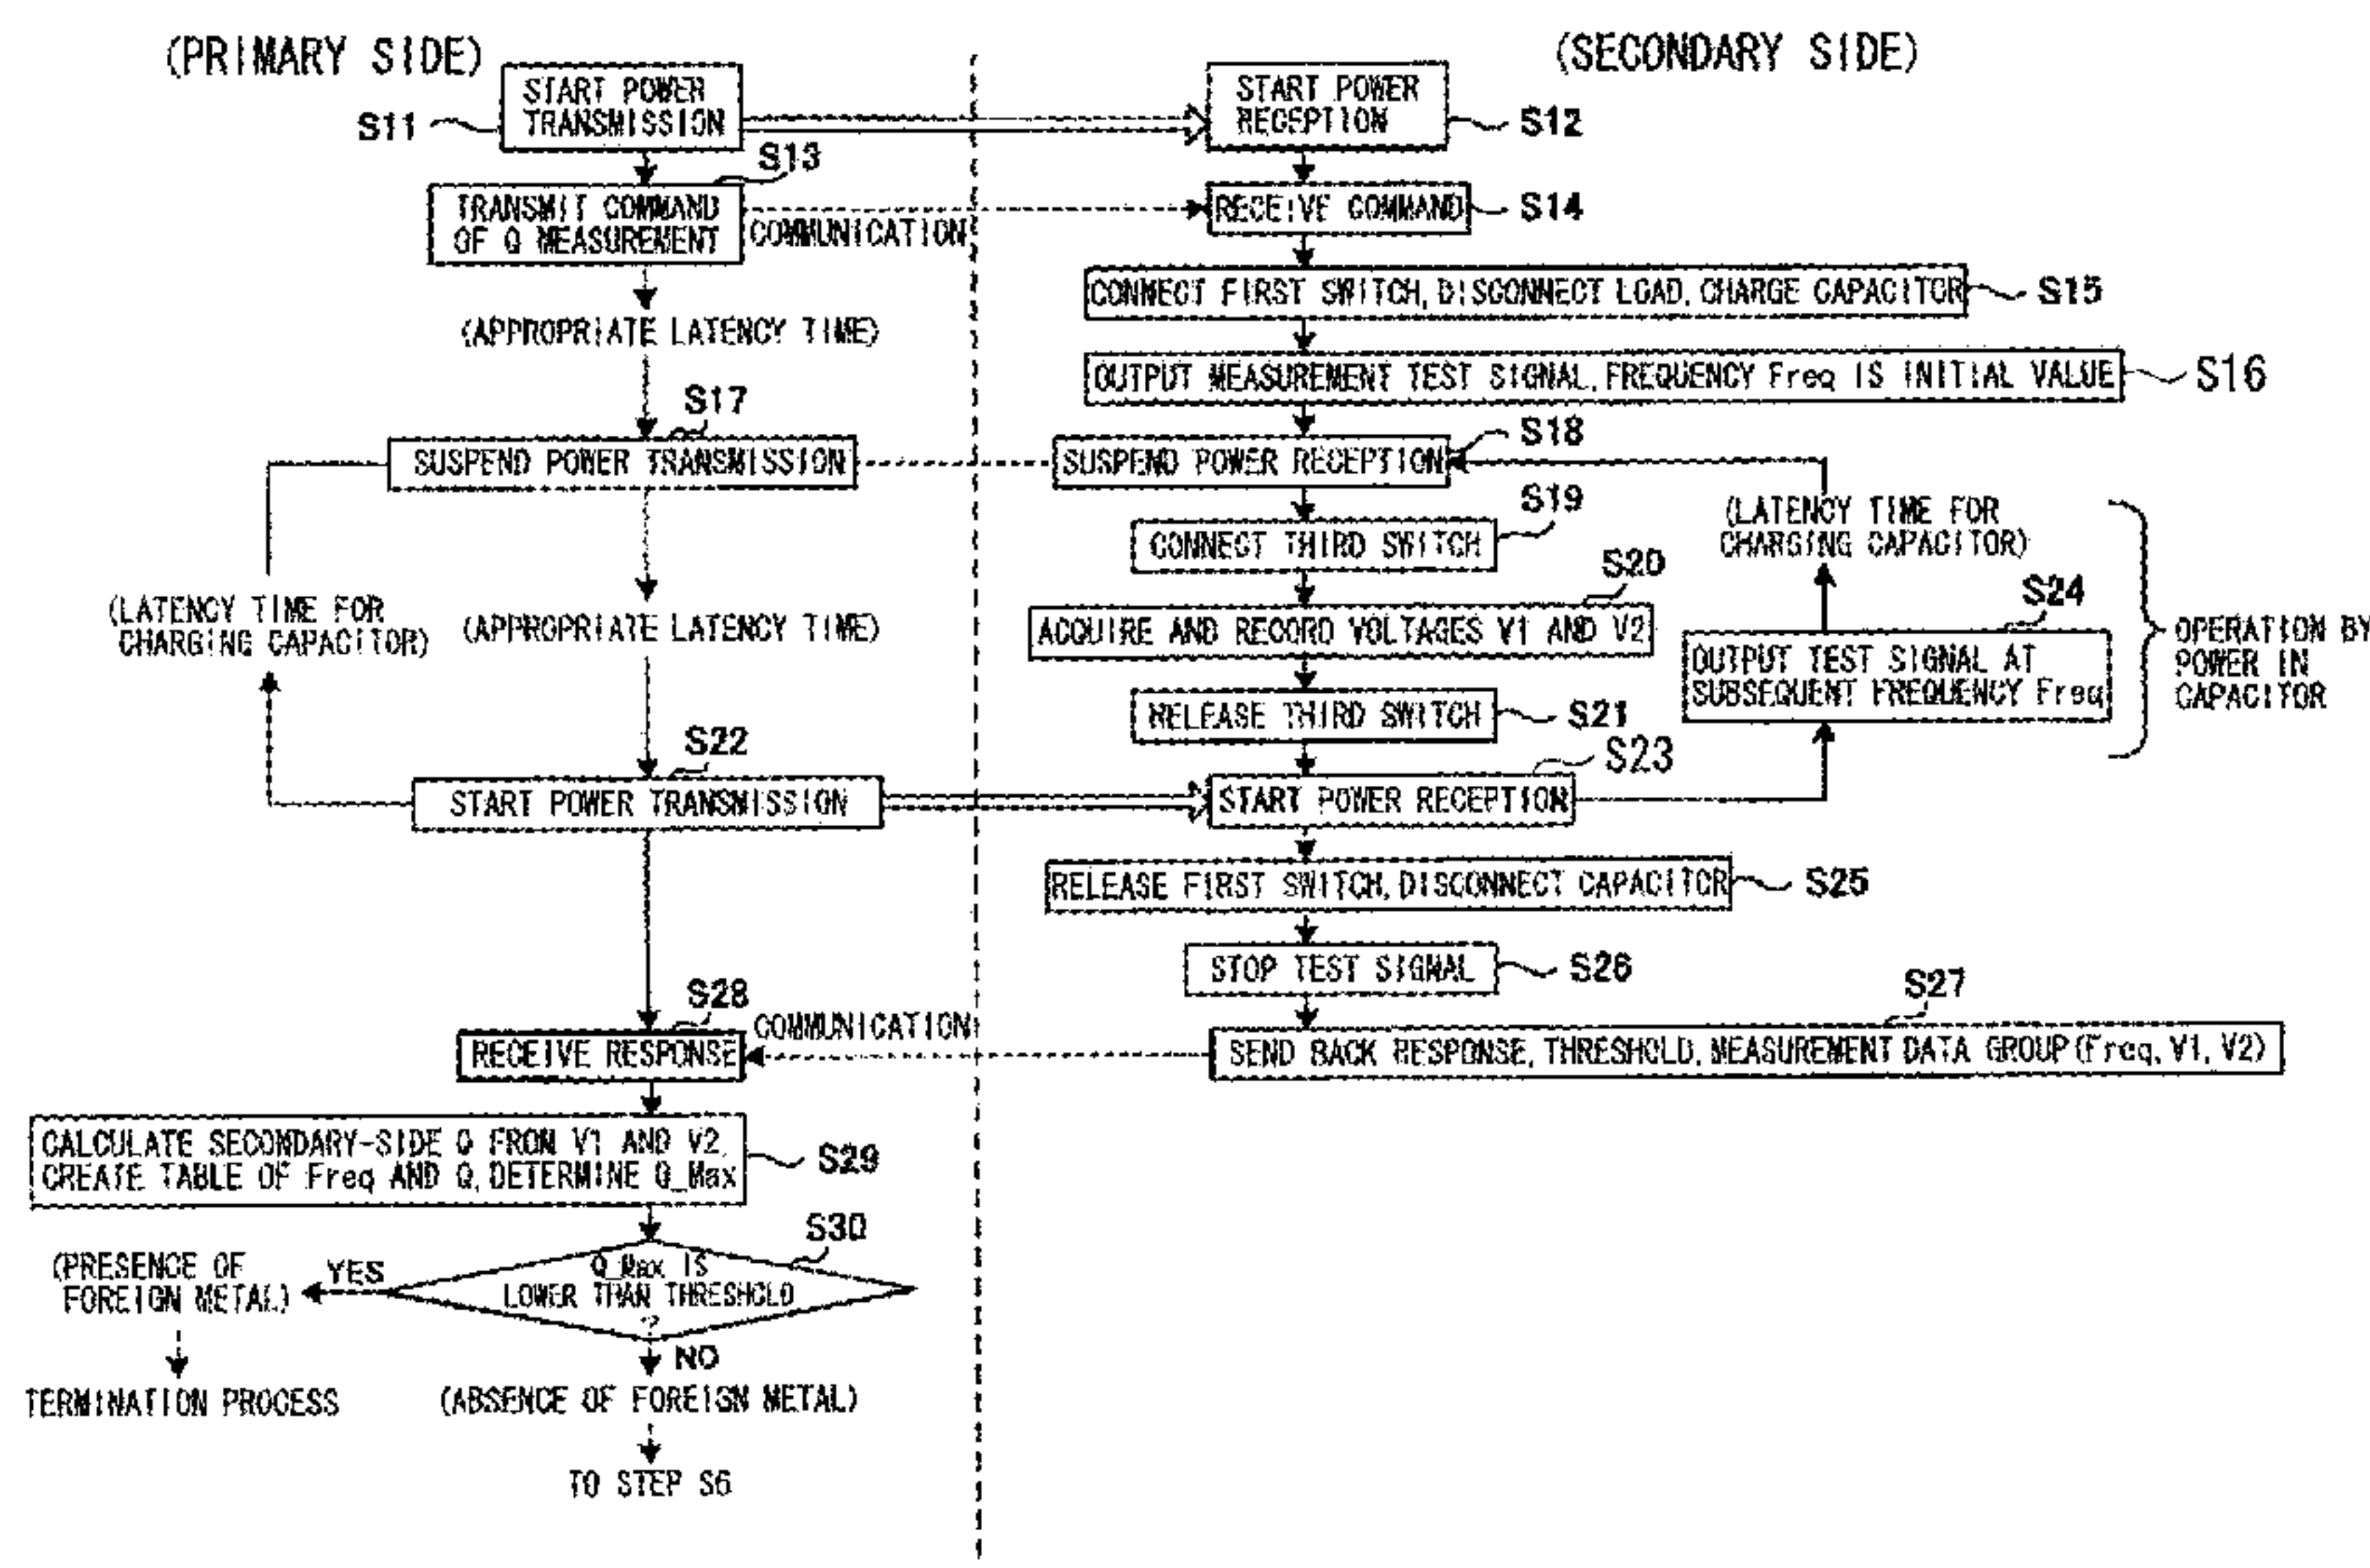 (PRIMARY SIDE)
(SECONDARY SIDE)
START POWER
TRANSMISSION
S11
START POWER
RECEPTION
S12
S13
TRANSMIT COMMAND
OF Q MEASUREMENT
COMMUNICATION
RECEIVE COMMAND
S14
(APPROPRIATE LATENCY TIME)
CONNECT FIRST SWITCH, DISCONNECT LOAD, CHARGE CAPACITOR
S15
OUTPUT MEASUREMENT TEST SIGNAL, FREQUENCY Freq IS INITIAL VALUE
S16
S17
SUSPEND POWER TRANSMISSION
S18
SUSPEND POWER RECEPTION
S19
CONNECT THIRD SWITCH
(LATENCY TIME FOR
CHARGING CAPACITOR)
(LATENCY TIME FOR
CHARGING CAPACITOR)
(APPROPRIATE LATENCY TIME)
S20
ACQUIRE AND RECORD VOLTAGES V1 AND V2
S24
OUTPUT TEST SIGNAL AT
SUBSEQUENT FREQUENCY Freq
OPERATION BY
POWER IN
CAPACITOR
RELEASE THIRD SWITCH
S21
S22
START POWER TRANSMISSION
S23
START POWER RECEPTION
RELEASE FIRST SWITCH, DISCONNECT CAPACITOR
S25
STOP TEST SIGNAL
S26
S27
SEND BACK RESPONSE, THRESHOLD, MEASUREMENT DATA GROUP (Freq, V1, V2)
S28
COMMUNICATION
RECEIVE RESPONSE
CALCULATE SECONDARY-SIDE Q FROM V1 AND V2,
CREATE TABLE OF Freq AND Q, DETERMINE Q_Max
S29
S30
Q_Max IS
LOWER THAN THRESHOLD
?
YES
(PRESENCE OF
FOREIGN METAL)
TERMINATION PROCESS
NO
(ABSENCE OF FOREIGN METAL)
TO STEP S6